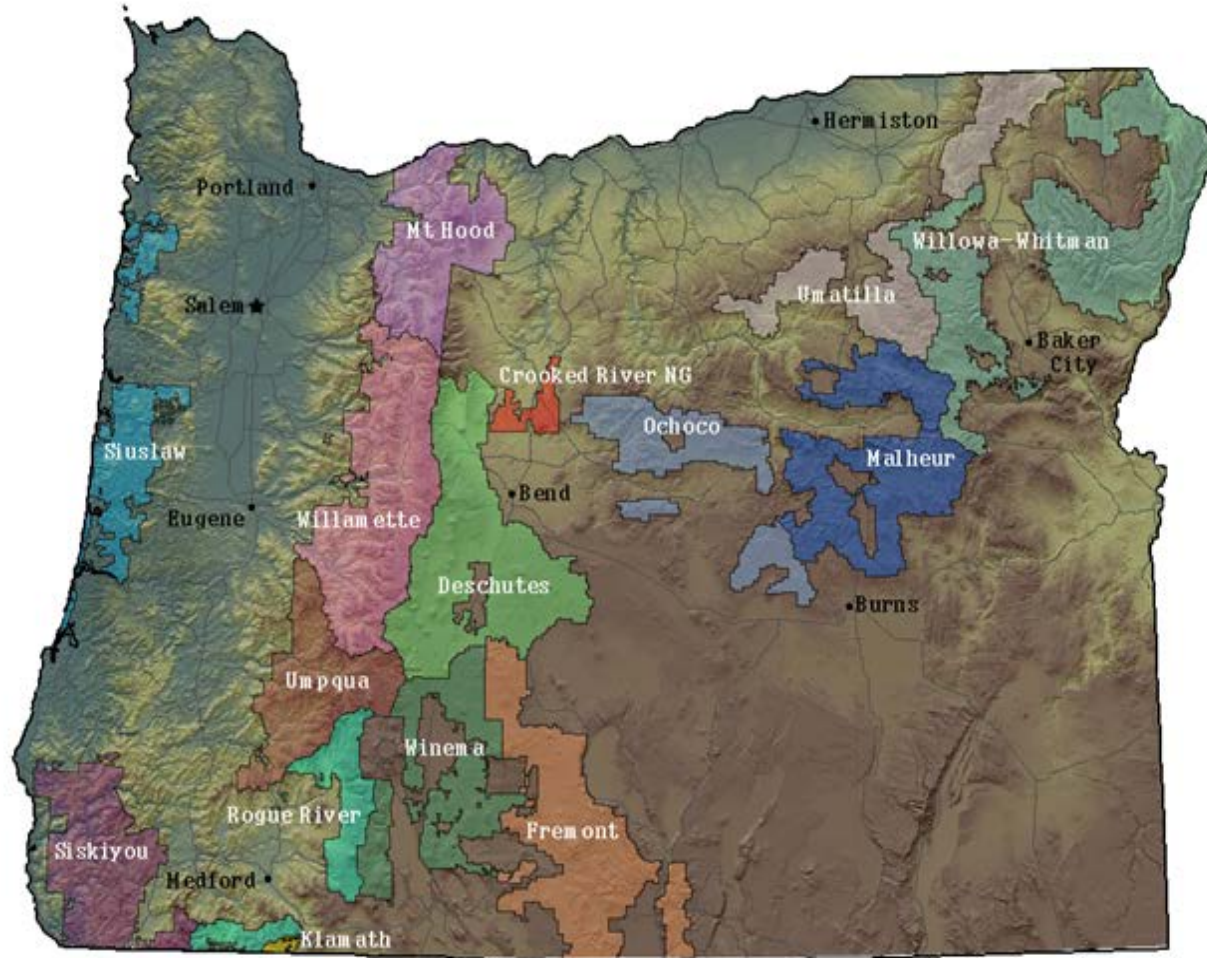 Hermiston
Portland
Mt Hood
Willowa-Whitman
Umatilla
Salem
Baker
City
Crooked River NG
Ochoco
Siuslaw
Malheur
Bend
Eugene
Willamette
Deschutes
Burns
Umpqua
Winema
Rogue River
Fremont
Siskiyou
Medford
Klamath